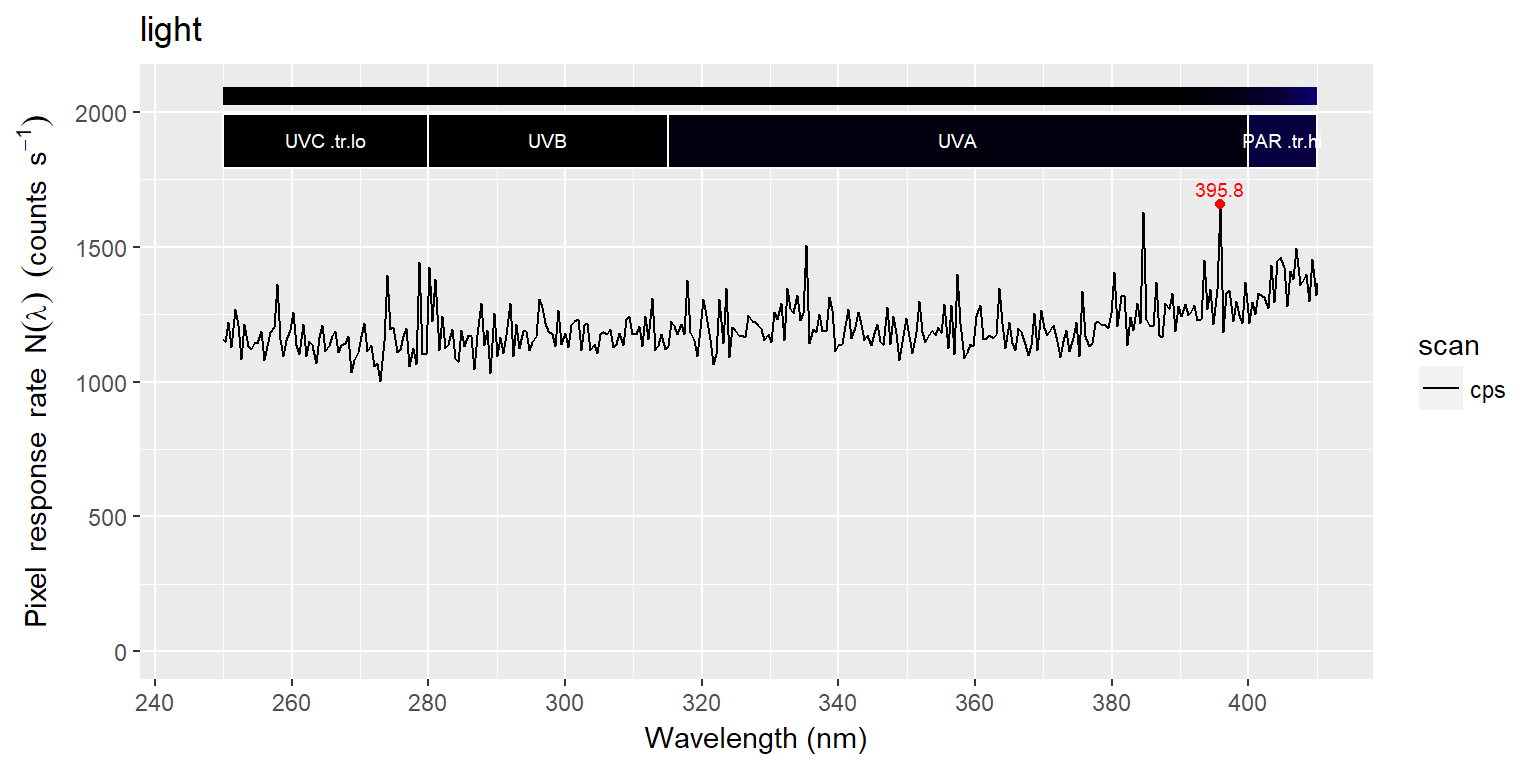 light
Pixel response rate N(λ) (counts s⁻¹)
2000
1500
1000
500
0
UVC .tr.lo
UVB
UVA
PAR .tr.hi
395.8
scan
cps
240
260
280
300
320
340
360
380
400
Wavelength (nm)